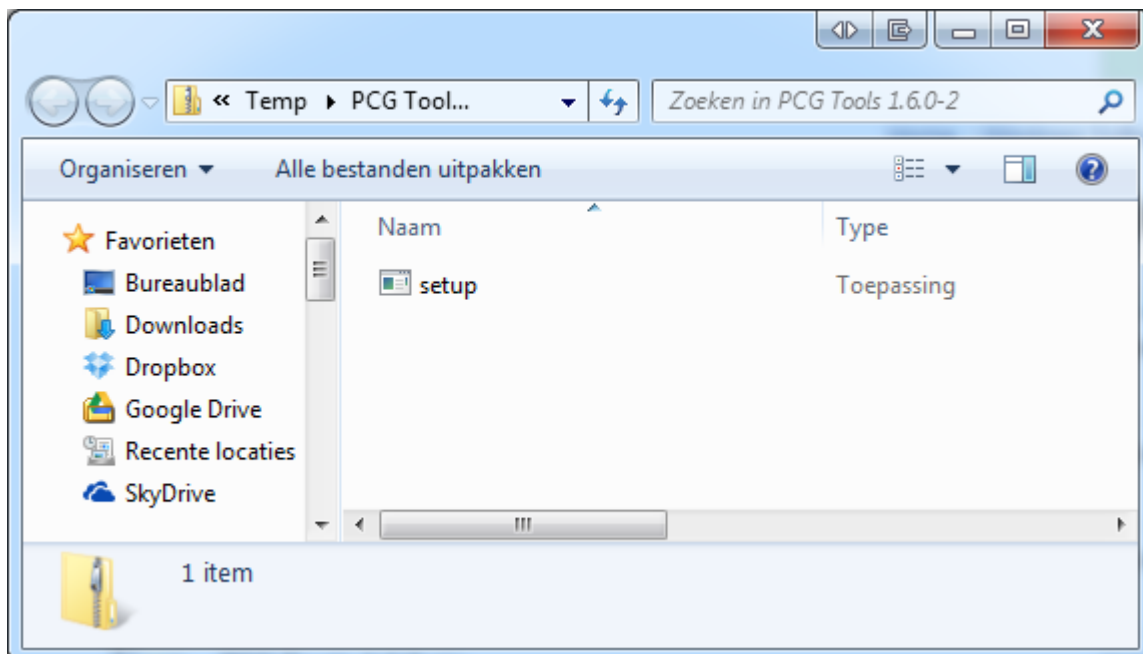 « Temp ▸ PCG Tool...
Zoeken in PCG Tools 1.6.0-2
Organiseren
Alle bestanden uitpakken
Favorieten
Bureaublad
Downloads
Dropbox
Google Drive
Recente locaties
SkyDrive
Naam
Type
setup
Toepassing
1 item